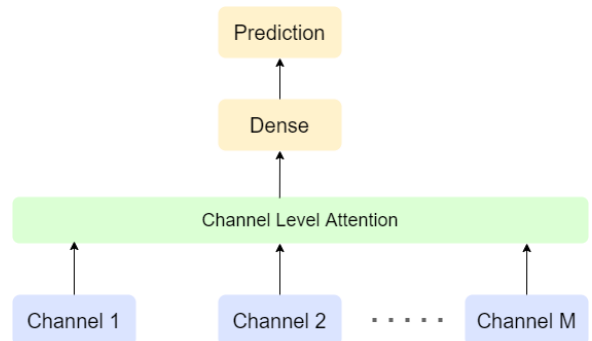 Prediction
Dense
Channel Level Attention
Channel 1
Channel 2
. . . . .
Channel M